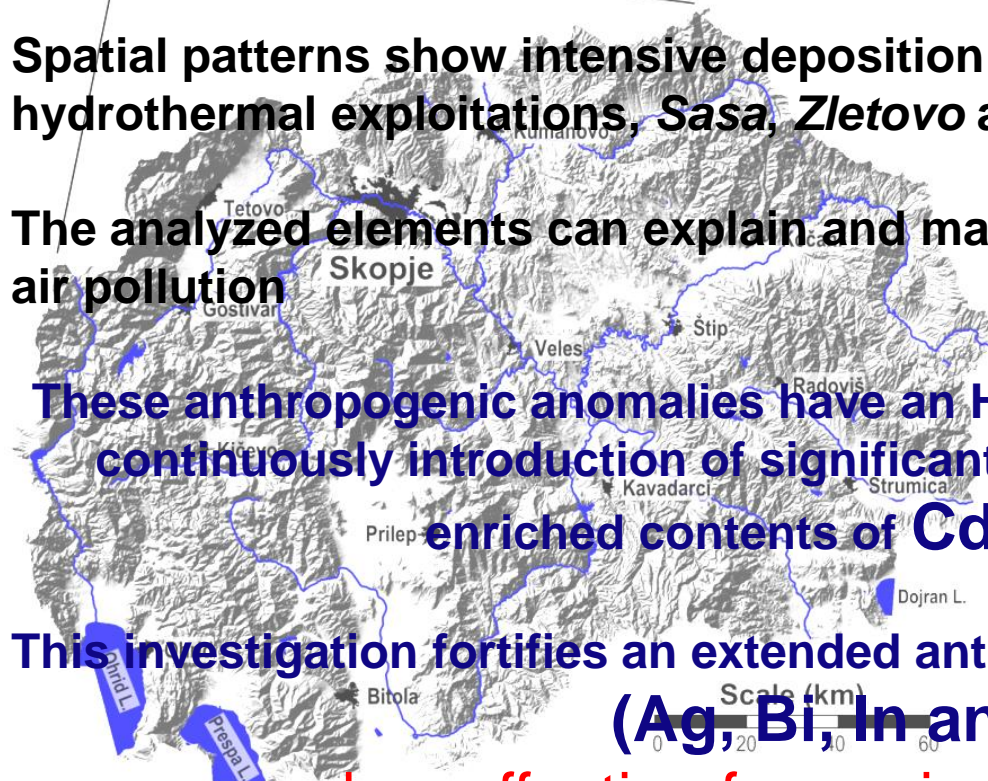 Spatial patterns show intensive deposition
hydrothermal exploitations, Sasa, Zletovo a
Kumanovo
The analyzed elements can explain and ma
air pollution
Tetovo
Skopje
Gostivar
Štip
Veles
Radoviš
These anthropogenic anomalies have an H
Kičevo
continuously introduction of significant
Kavadarci
Strumica
Prilep
enriched contents of Cd
Dojran L.
This investigation fortifies an extended ant
Ohrid L.
Bitola
Scale (km)
(Ag, Bi, In an
0 20 40 60
Prespa L.